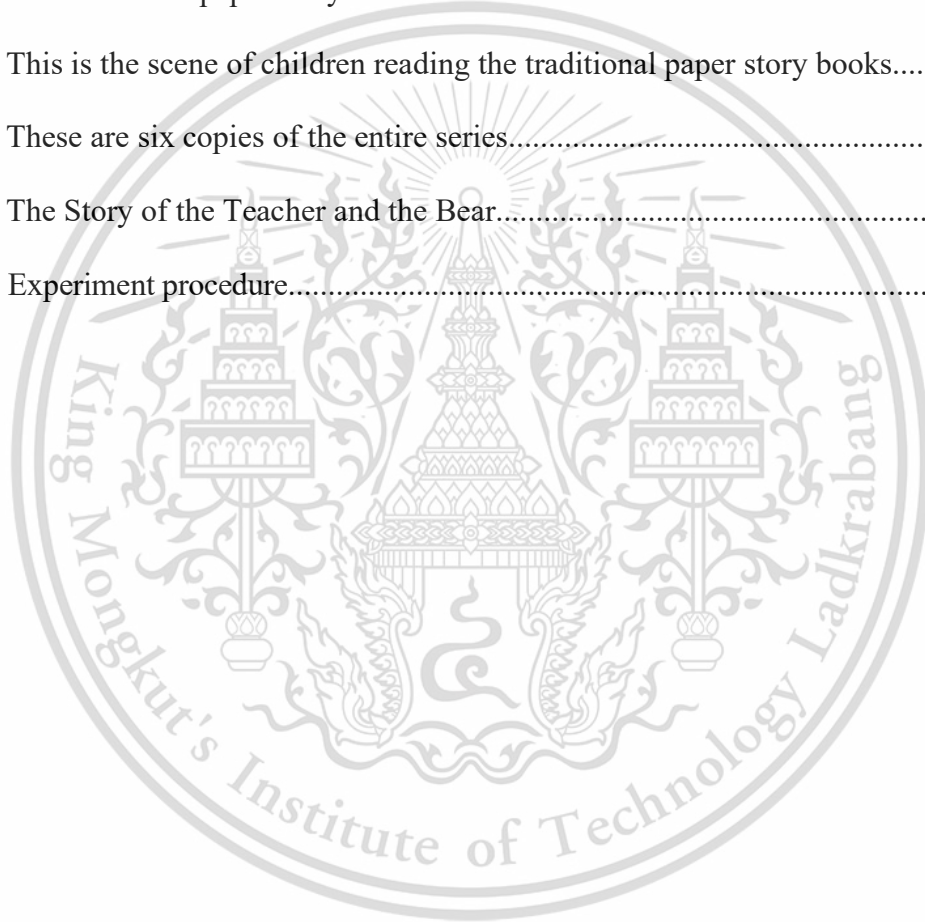 This is the scene of children reading the traditional paper story books....
These are six copies of the entire series....................................................
The Story of the Teacher and the Bear......................................................
Experiment procedure................................................................................
King Mongkut's Institute of Technology Ladkrabang